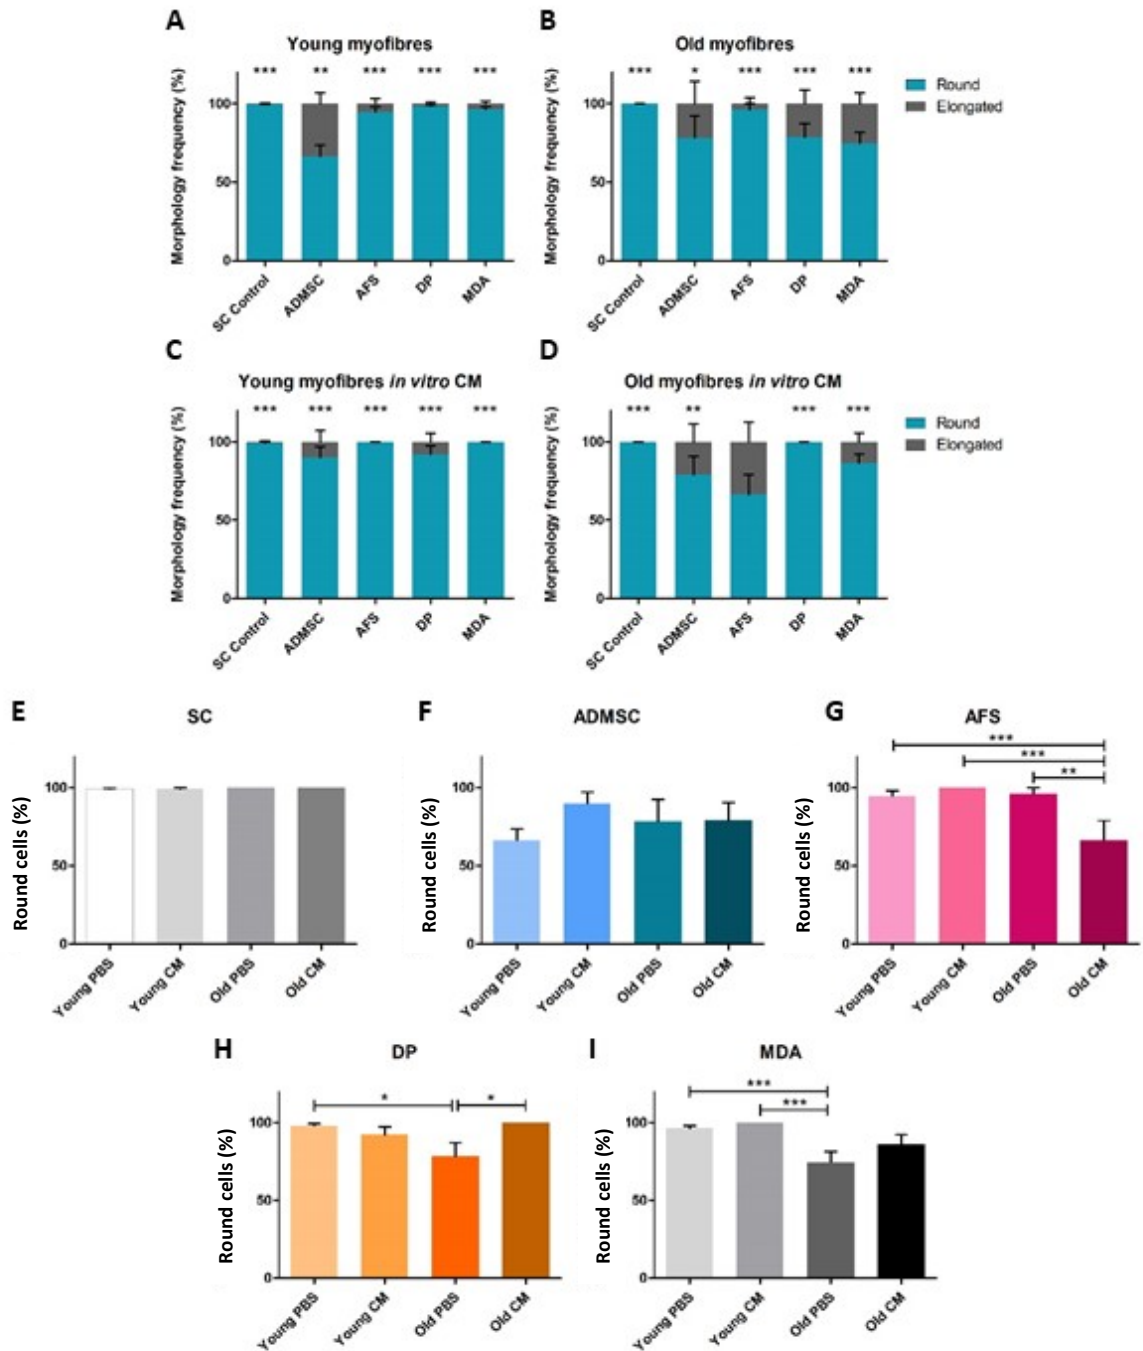 A
Young myofibres
*** ** *** *** ***
Morphology frequency (%)
100
50
0
SC Control
ADMSC
AFS
DP
MDA
B
Old myofibres
*** * *** *** ***
Morphology frequency (%)
100
50
0
SC Control
ADMSC
AFS
DP
MDA
Round
Elongated
C
Young myofibres in vitro CM
*** *** *** *** ***
Morphology frequency (%)
100
50
0
SC Control
ADMSC
AFS
DP
MDA
D
Old myofibres in vitro CM
*** ** *** ***
Morphology frequency (%)
100
50
0
SC Control
ADMSC
AFS
DP
MDA
Round
Elongated
E
SC
Round cells (%)
100
50
0
Young PBS
Young CM
Old PBS
Old CM
F
ADMSC
Round cells (%)
100
50
0
Young PBS
Young CM
Old PBS
Old CM
G
AFS
***
***
**
Round cells (%)
100
50
0
Young PBS
Young CM
Old PBS
Old CM
H
DP
* *
Round cells (%)
100
50
0
Young PBS
Young CM
Old PBS
Old CM
I
MDA
***
***
Round cells (%)
100
50
0
Young PBS
Young CM
Old PBS
Old CM